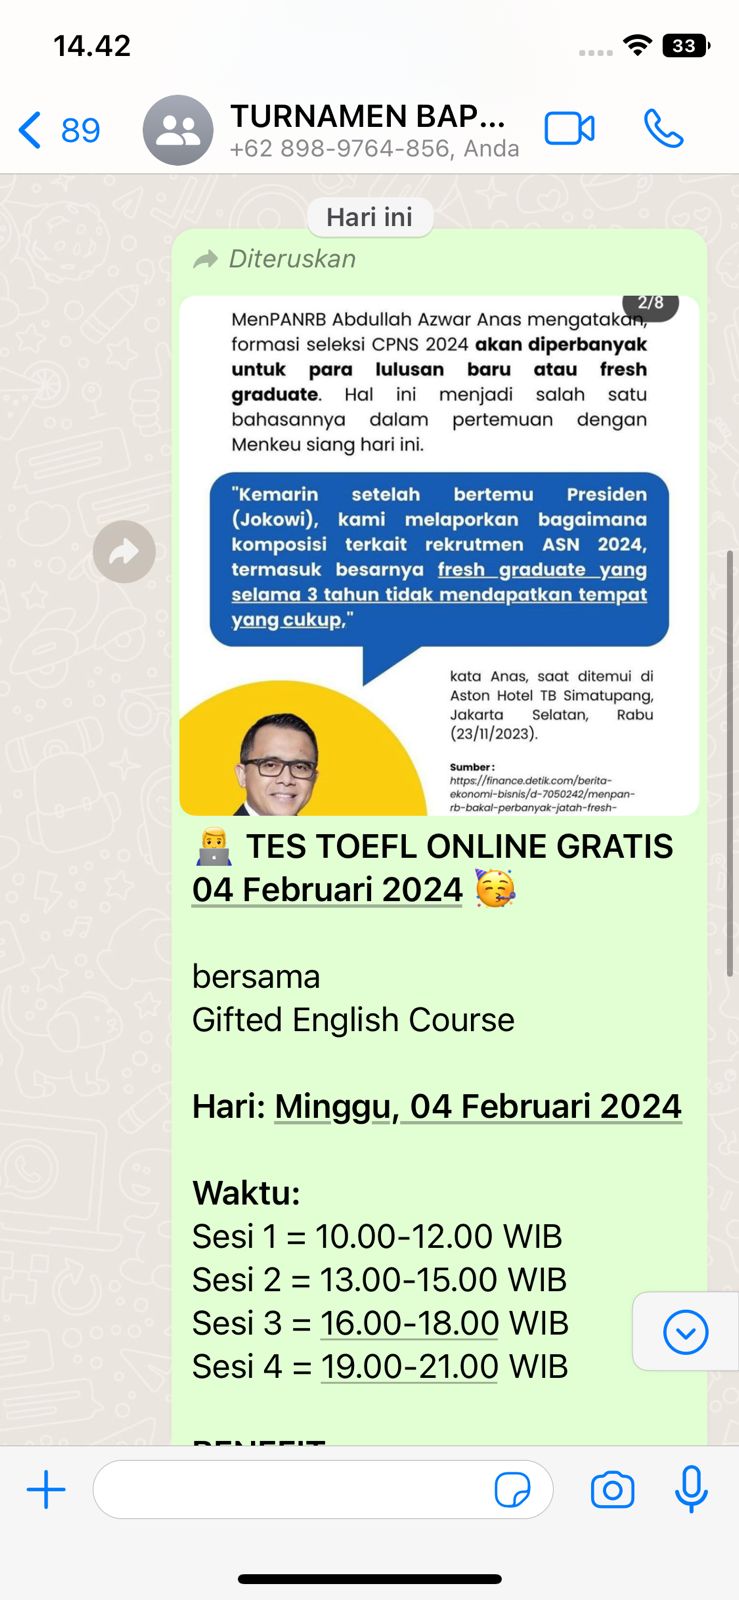 14.42
33
89
TURNAMEN BAP...
+62 898-9764-856, Anda
Hari ini
Diteruskan
2/8
MenPANRB Abdullah Azwar Anas mengatakan,
formasi seleksi CPNS 2024 akan diperbanyak
untuk para lulusan baru atau fresh
graduate. Hal ini menjadi salah satu
bahasannya dalam pertemuan dengan
Menkeu siang hari ini.
"Kemarin setelah bertemu Presiden
(Jokowi), kami melaporkan bagaimana
komposisi terkait rekrutmen ASN 2024,
termasuk besarnya fresh graduate yang
selama 3 tahun tidak mendapatkan tempat
yang cukup,"
kata Anas, saat ditemui di
Aston Hotel TB Simatupang,
Jakarta Selatan, Rabu
(23/11/2023).
Sumber :
https://finance.detik.com/berita-
ekonomi-bisnis/d-7050242/menpan-
rb-bakal-perbanyak-jatah-fresh-
👨‍💻 TES TOEFL ONLINE GRATIS
04 Februari 2024 🥳
bersama
Gifted English Course
Hari: Minggu, 04 Februari 2024
Waktu:
Sesi 1 = 10.00-12.00 WIB
Sesi 2 = 13.00-15.00 WIB
Sesi 3 = 16.00-18.00 WIB
Sesi 4 = 19.00-21.00 WIB